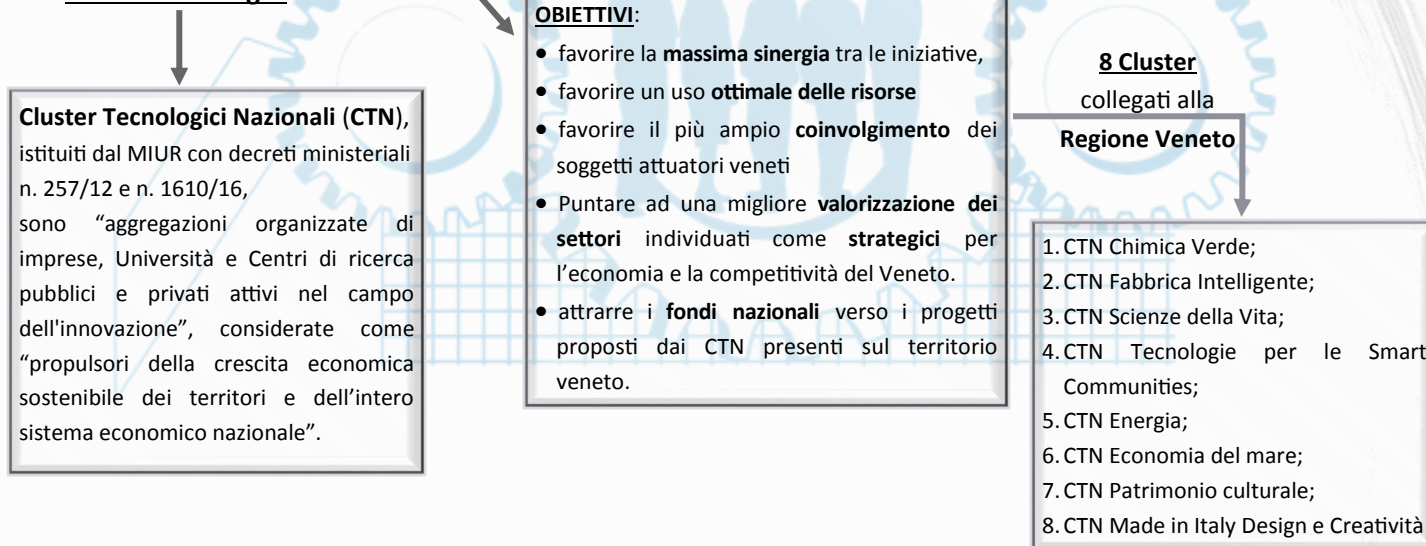 Cluster Tecnologici Nazionali (CTN),
istituiti dal MIUR con decreti ministeriali
n. 257/12 e n. 1610/16,
sono “aggregazioni organizzate di
imprese, Università e Centri di ricerca
pubblici e privati attivi nel campo
dell'innovazione”, considerate come
“propulsori della crescita economica
sostenibile dei territori e dell’intero
sistema economico nazionale”.
OBIETTIVI:
• favorire la massima sinergia tra le iniziative,
• favorire un uso ottimale delle risorse
• favorire il più ampio coinvolgimento dei
soggetti attuatori veneti
• Puntare ad una migliore valorizzazione dei
settori individuati come strategici per
l’economia e la competitività del Veneto.
• attrarre i fondi nazionali verso i progetti
proposti dai CTN presenti sul territorio
veneto.
8 Cluster
collegati alla
Regione Veneto
1. CTN Chimica Verde;
2. CTN Fabbrica Intelligente;
3. CTN Scienze della Vita;
4. CTN Tecnologie per le Smart
Communities;
5. CTN Energia;
6. CTN Economia del mare;
7. CTN Patrimonio culturale;
8. CTN Made in Italy Design e Creatività